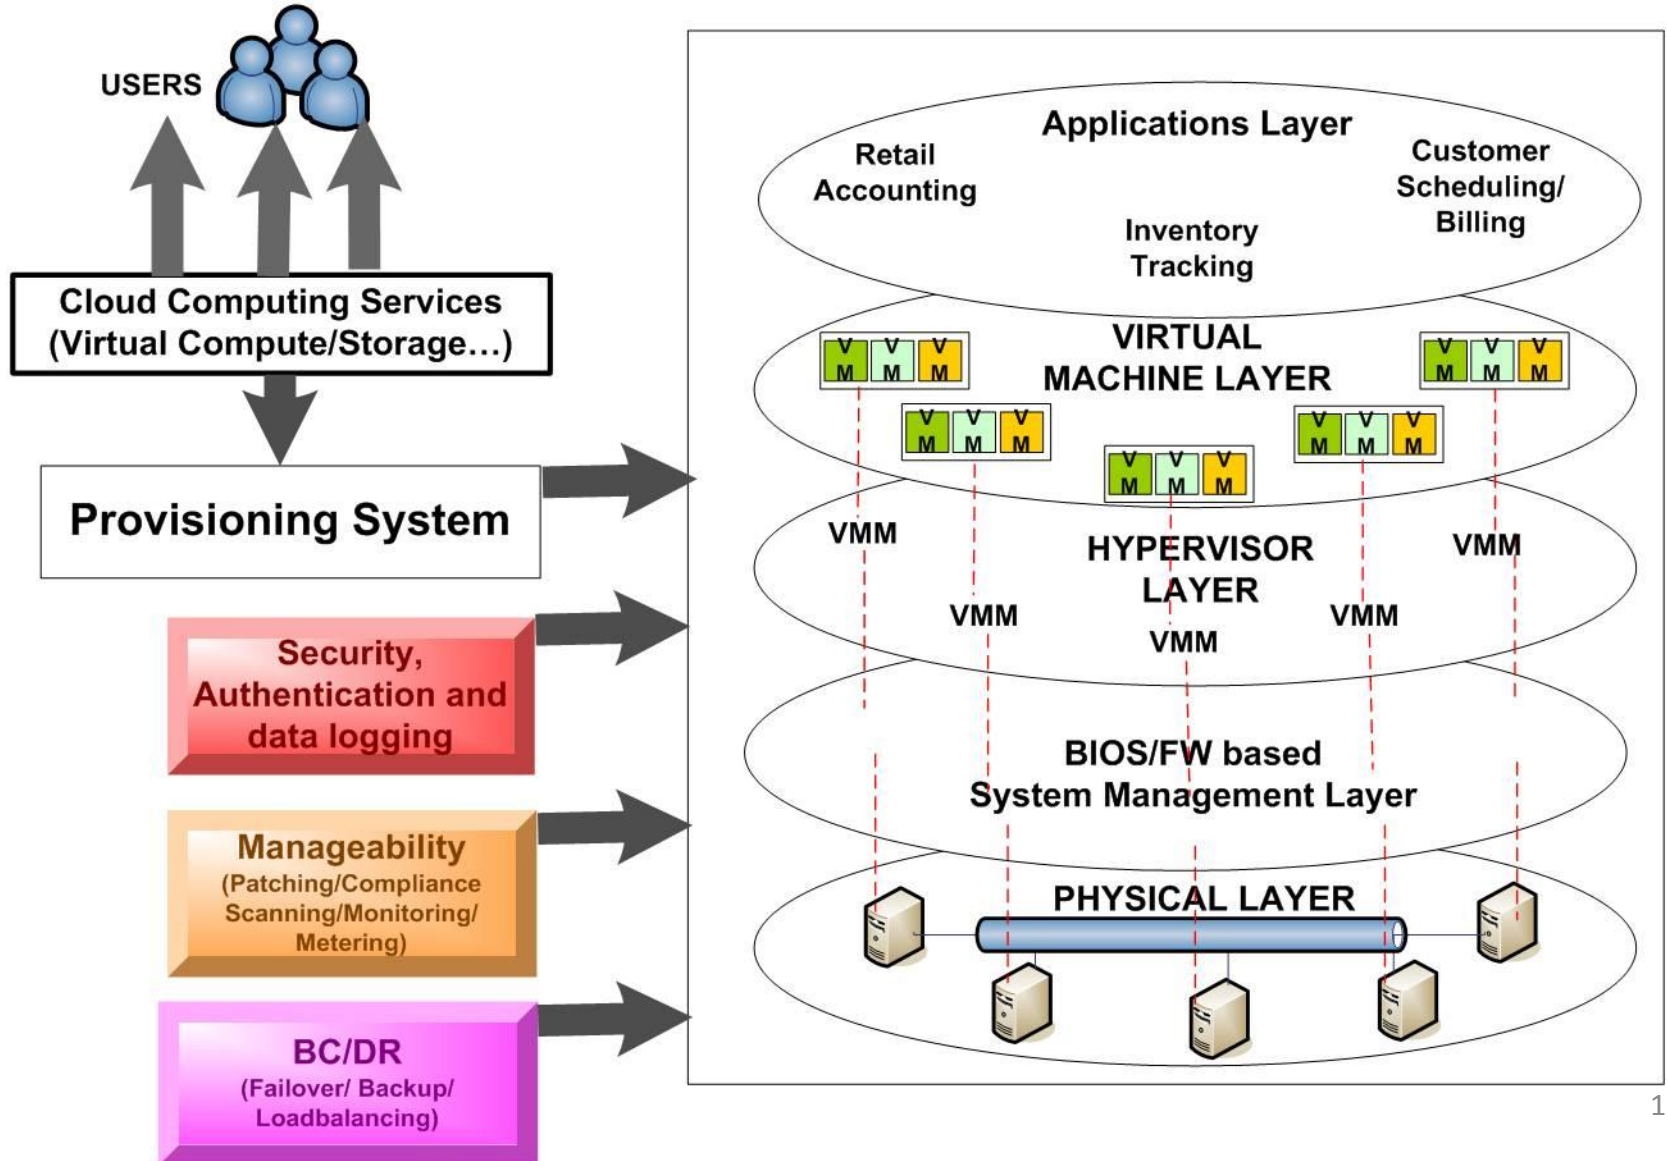 USERS
Cloud Computing Services
(Virtual Compute/Storage…)
Provisioning System
Security,
Authentication and
data logging
Manageability
(Patching/Compliance
Scanning/Monitoring/
Metering)
BC/DR
(Failover/ Backup/
Loadbalancing)
Applications Layer
Retail
Accounting
Customer
Scheduling/
Billing
Inventory
Tracking
VIRTUAL
MACHINE LAYER
V V V
M M M
V V V
M M M
V V V
M M M
V V V
M M M
V V V
M M M
HYPERVISOR
LAYER
VMM
VMM
VMM
VMM
VMM
BIOS/FW based
System Management Layer
PHYSICAL LAYER
1